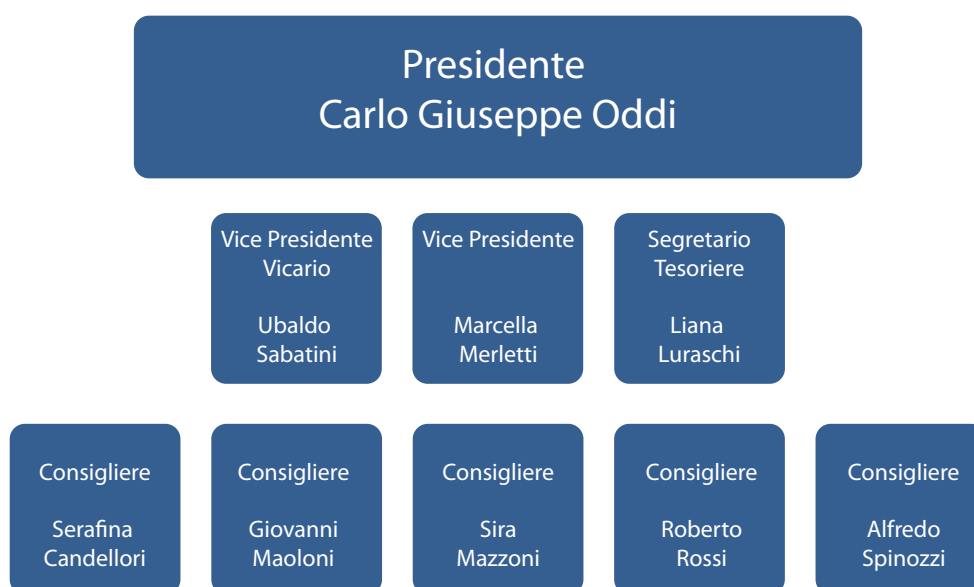 Presidente
Carlo Giuseppe Oddi
Vice Presidente
Vicario
Ubaldo
Sabatini
Vice Presidente
Marcella
Merletti
Segretario
Tesoriere
Liana
Luraschi
Consigliere
Serafina
Candellori
Consigliere
Giovanni
Maoloni
Consigliere
Sira
Mazzoni
Consigliere
Roberto
Rossi
Consigliere
Alfredo
Spinozzi